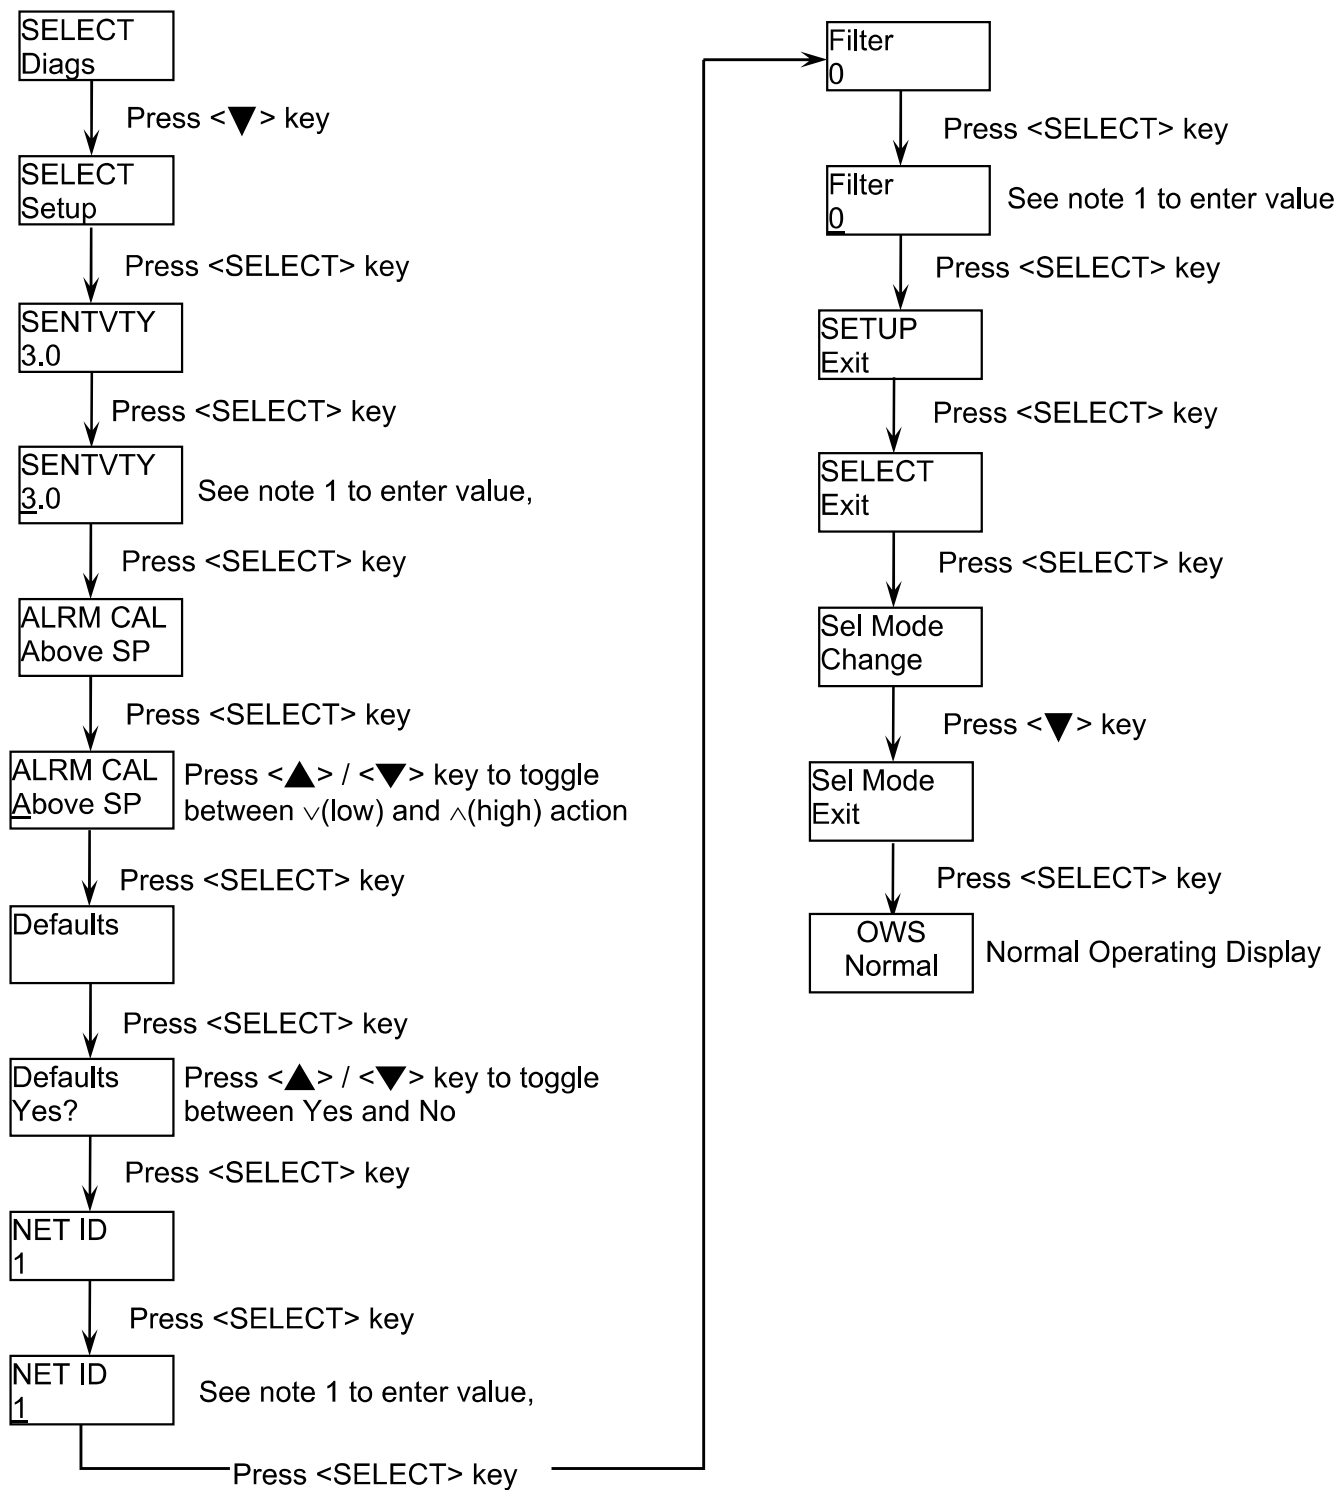 SELECT
Diags
Press <▼> key
SELECT
Setup
Press <SELECT> key
SENTVTY
3.0
Press <SELECT> key
SENTVTY
3.0
See note 1 to enter value,
Press <SELECT> key
ALRM CAL
Above SP
Press <SELECT> key
ALRM CAL
Above SP
Press <▲> / <▼> key to toggle
between ∨(low) and ∧(high) action
Press <SELECT> key
Defaults
Press <SELECT> key
Defaults
Yes?
Press <▲> / <▼> key to toggle
between Yes and No
Press <SELECT> key
NET ID
1
Press <SELECT> key
NET ID
1
See note 1 to enter value,
Press <SELECT> key
Filter
0
Press <SELECT> key
Filter
0
See note 1 to enter value
Press <SELECT> key
SETUP
Exit
Press <SELECT> key
SELECT
Exit
Press <SELECT> key
Sel Mode
Change
Press <▼> key
Sel Mode
Exit
Press <SELECT> key
OWS
Normal
Normal Operating Display